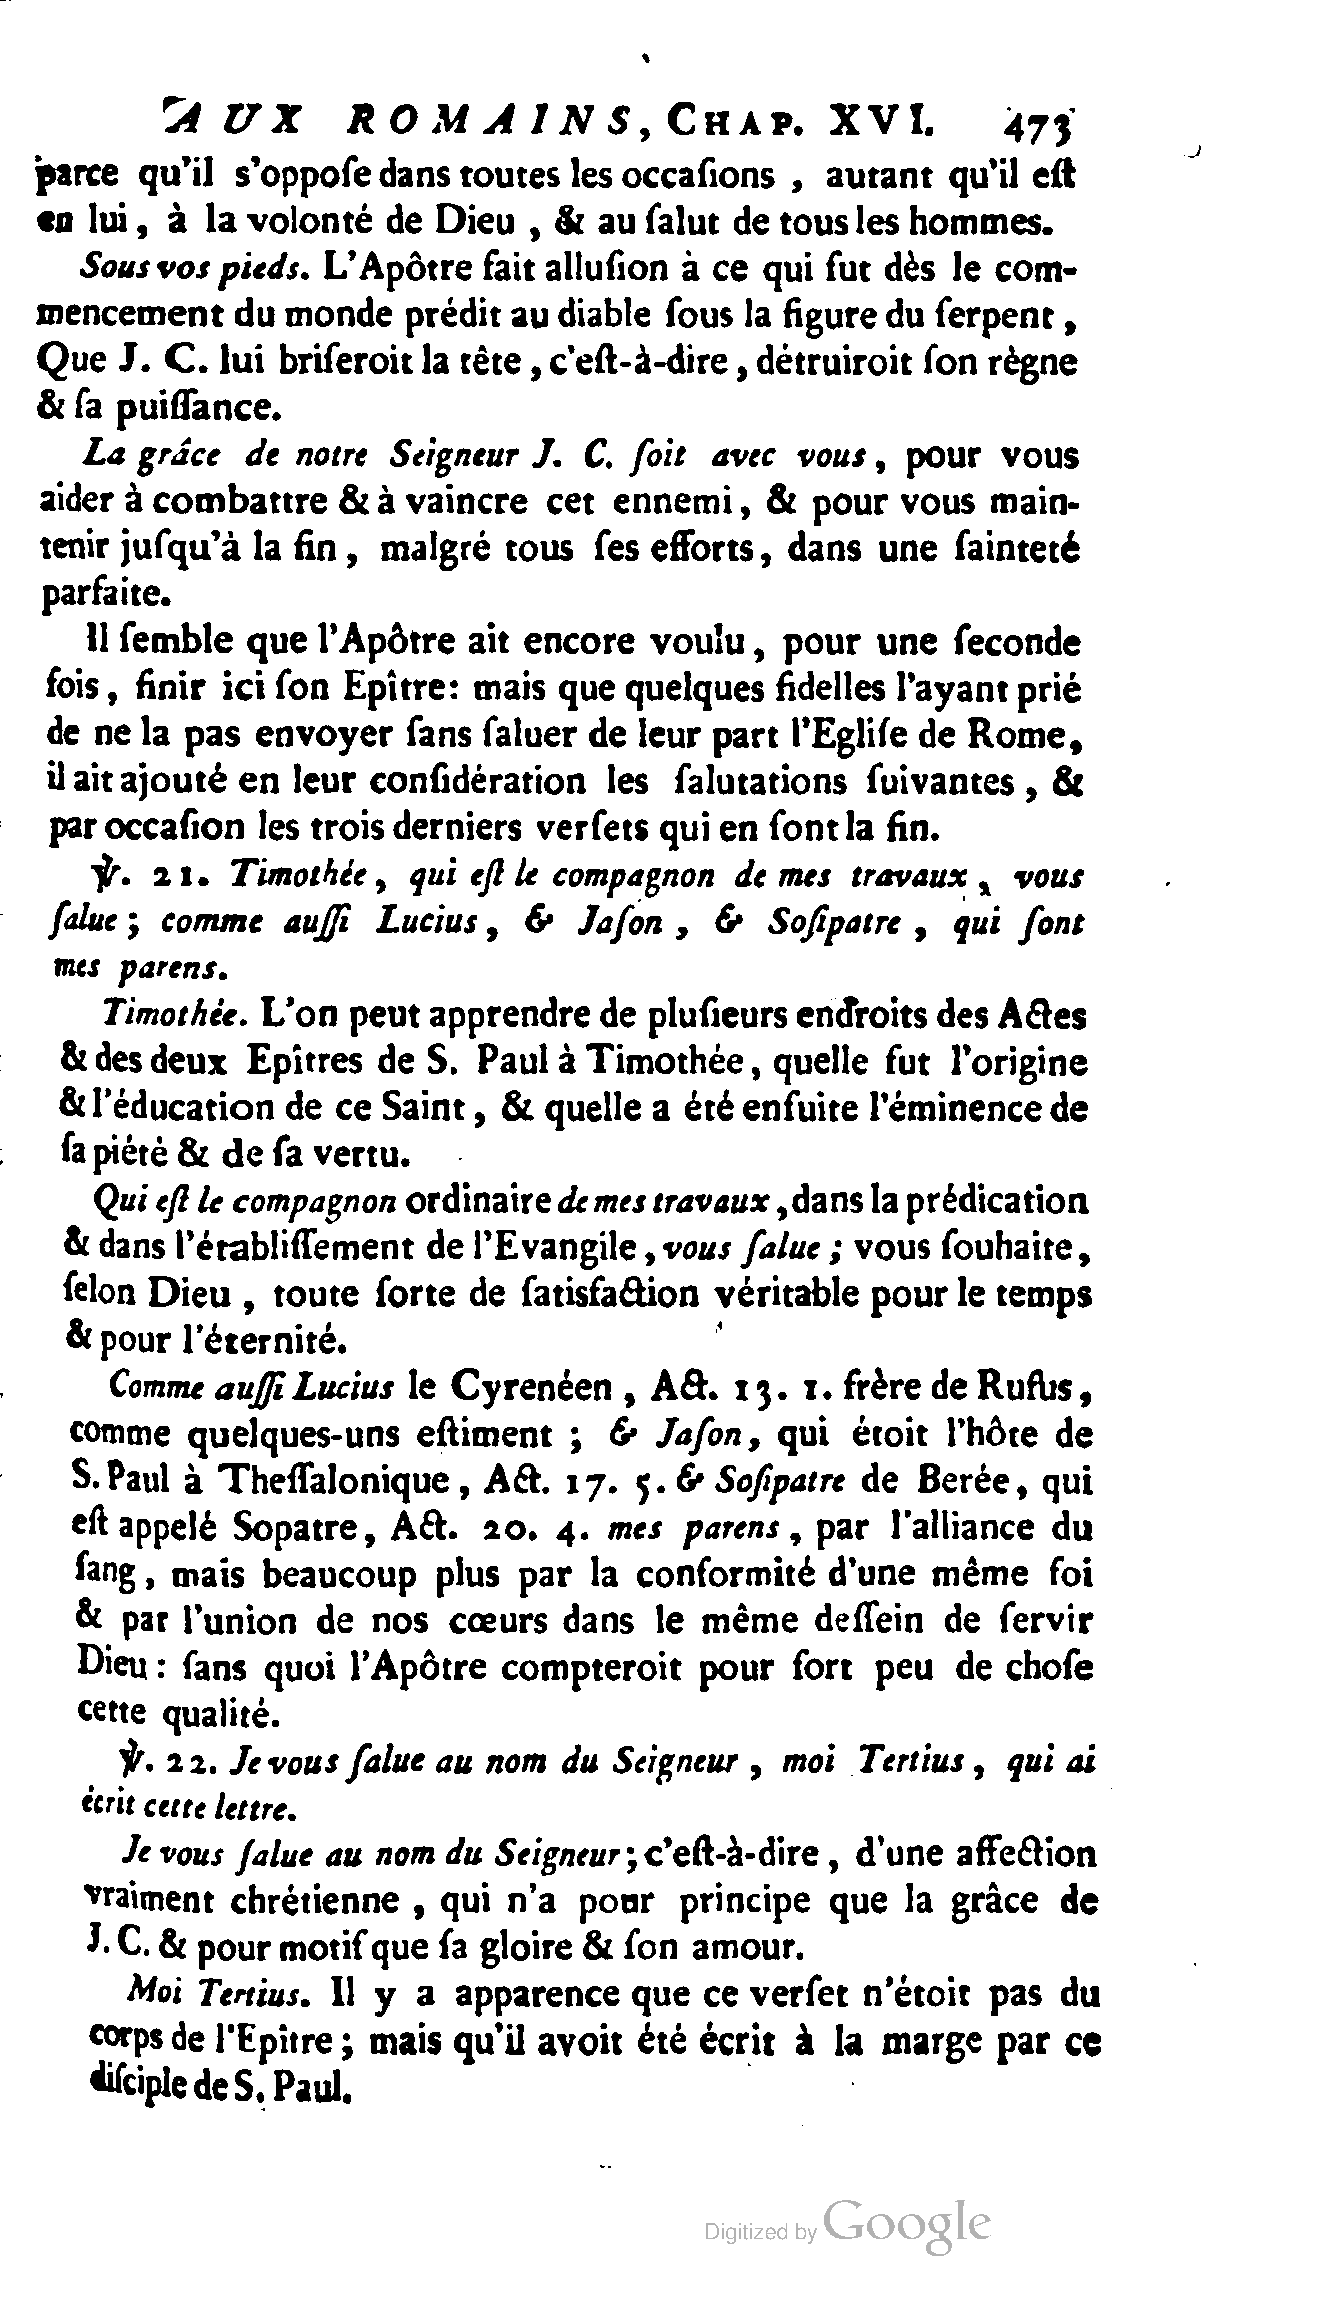 AUX ROMAINS, CHAP. XVI. 473
parce qu'il s'oppoſe dans toutes les occaſions , autant qu'il eſt
en lui, à la volonté de Dieu , & au ſalut de tous les hommes.
Sous vos pieds. L'Apôtre fait alluſion à ce qui fut dès le com-
mencement du monde prédit au diable ſous la figure du ſerpent ,
Que J. C. lui briſeroit la tête , c'eſt-à-dire , détruiroit ſon règne
& ſa puiſſance.
La grâce de notre Seigneur J. C. ſoit avec vous, pour vous
aider à combattre & à vaincre cet ennemi, & pour vous main-
tenir juſqu'à la fin, malgré tous ſes efforts, dans une ſainteté
parfaite.
Il ſemble que l'Apôtre ait encore voulu, pour une ſeconde
fois, finir ici ſon Epître: mais que quelques fidelles l'ayant prié
de ne la pas envoyer ſans ſaluer de leur part l'Egliſe de Rome,
il ait ajouté en leur conſidération les ſalutations ſuivantes , &
par occaſion les trois derniers verſets qui en ſont la fin.
℣. 21. Timothée, qui eſt le compagnon de mes travaux, vous
ſalue ; comme auſſi Lucius, & Jaſon , & Soſipatre , qui ſont
mes parens.
Timothée. L'on peut apprendre de pluſieurs endroits des Actes
& des deux Epîtres de S. Paul à Timothée, quelle fut l'origine
& l'éducation de ce Saint, & quelle a été enſuite l'éminence de
ſa piété & de ſa vertu.
Qui eſt le compagnon ordinaire de mes travaux, dans la prédication
& dans l'établiſſement de l'Evangile, vous ſalue ; vous ſouhaite,
ſelon Dieu , toute ſorte de ſatisfaction véritable pour le temps
& pour l'éternité.
Comme auſſi Lucius le Cyrenéen , Act. 13. 1. frère de Rufus,
comme quelques-uns eſtiment ; & Jaſon, qui étoit l'hôte de
S. Paul à Theſſalonique, Act. 17. 5. & Soſipatre de Berée, qui
eſt appelé Sopatre, Act. 20. 4. mes parens, par l'alliance du
ſang, mais beaucoup plus par la conformité d'une même foi
& par l'union de nos cœurs dans le même deſſein de ſervir
Dieu : ſans quoi l'Apôtre compteroit pour fort peu de choſe
cette qualité.
℣. 22. Je vous ſalue au nom du Seigneur , moi Tertius, qui ai
écrit cette lettre.
Je vous ſalue au nom du Seigneur; c'eſt-à-dire , d'une affection
vraiment chrétienne , qui n'a pour principe que la grâce de
J. C. & pour motif que ſa gloire & ſon amour.
Moi Tertius. Il y a apparence que ce verſet n'étoit pas du
corps de l'Epître; mais qu'il avoit été écrit à la marge par ce
diſciple de S. Paul.
Digitized by Google